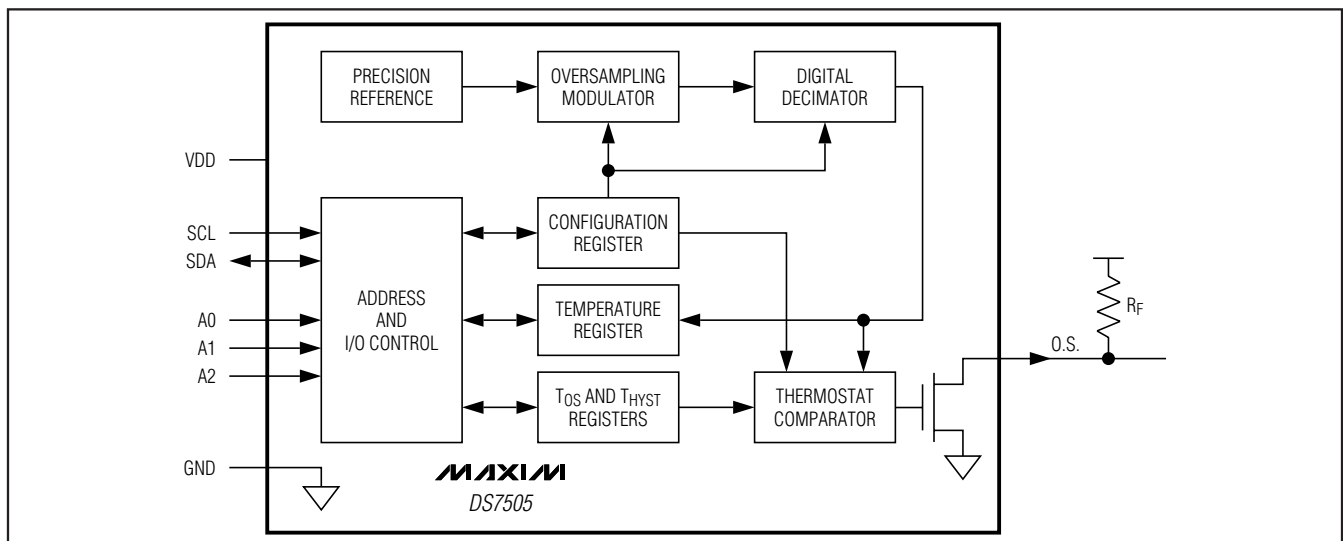 PRECISION
REFERENCE
OVERSAMPLING
MODULATOR
DIGITAL
DECIMATOR
VDD
SCL
SDA
A0
A1
A2
GND
ADDRESS
AND
I/O CONTROL
CONFIGURATION
REGISTER
TEMPERATURE
REGISTER
TOS AND THYST
REGISTERS
THERMOSTAT
COMPARATOR
O.S.
RF
MAXIM
DS7505